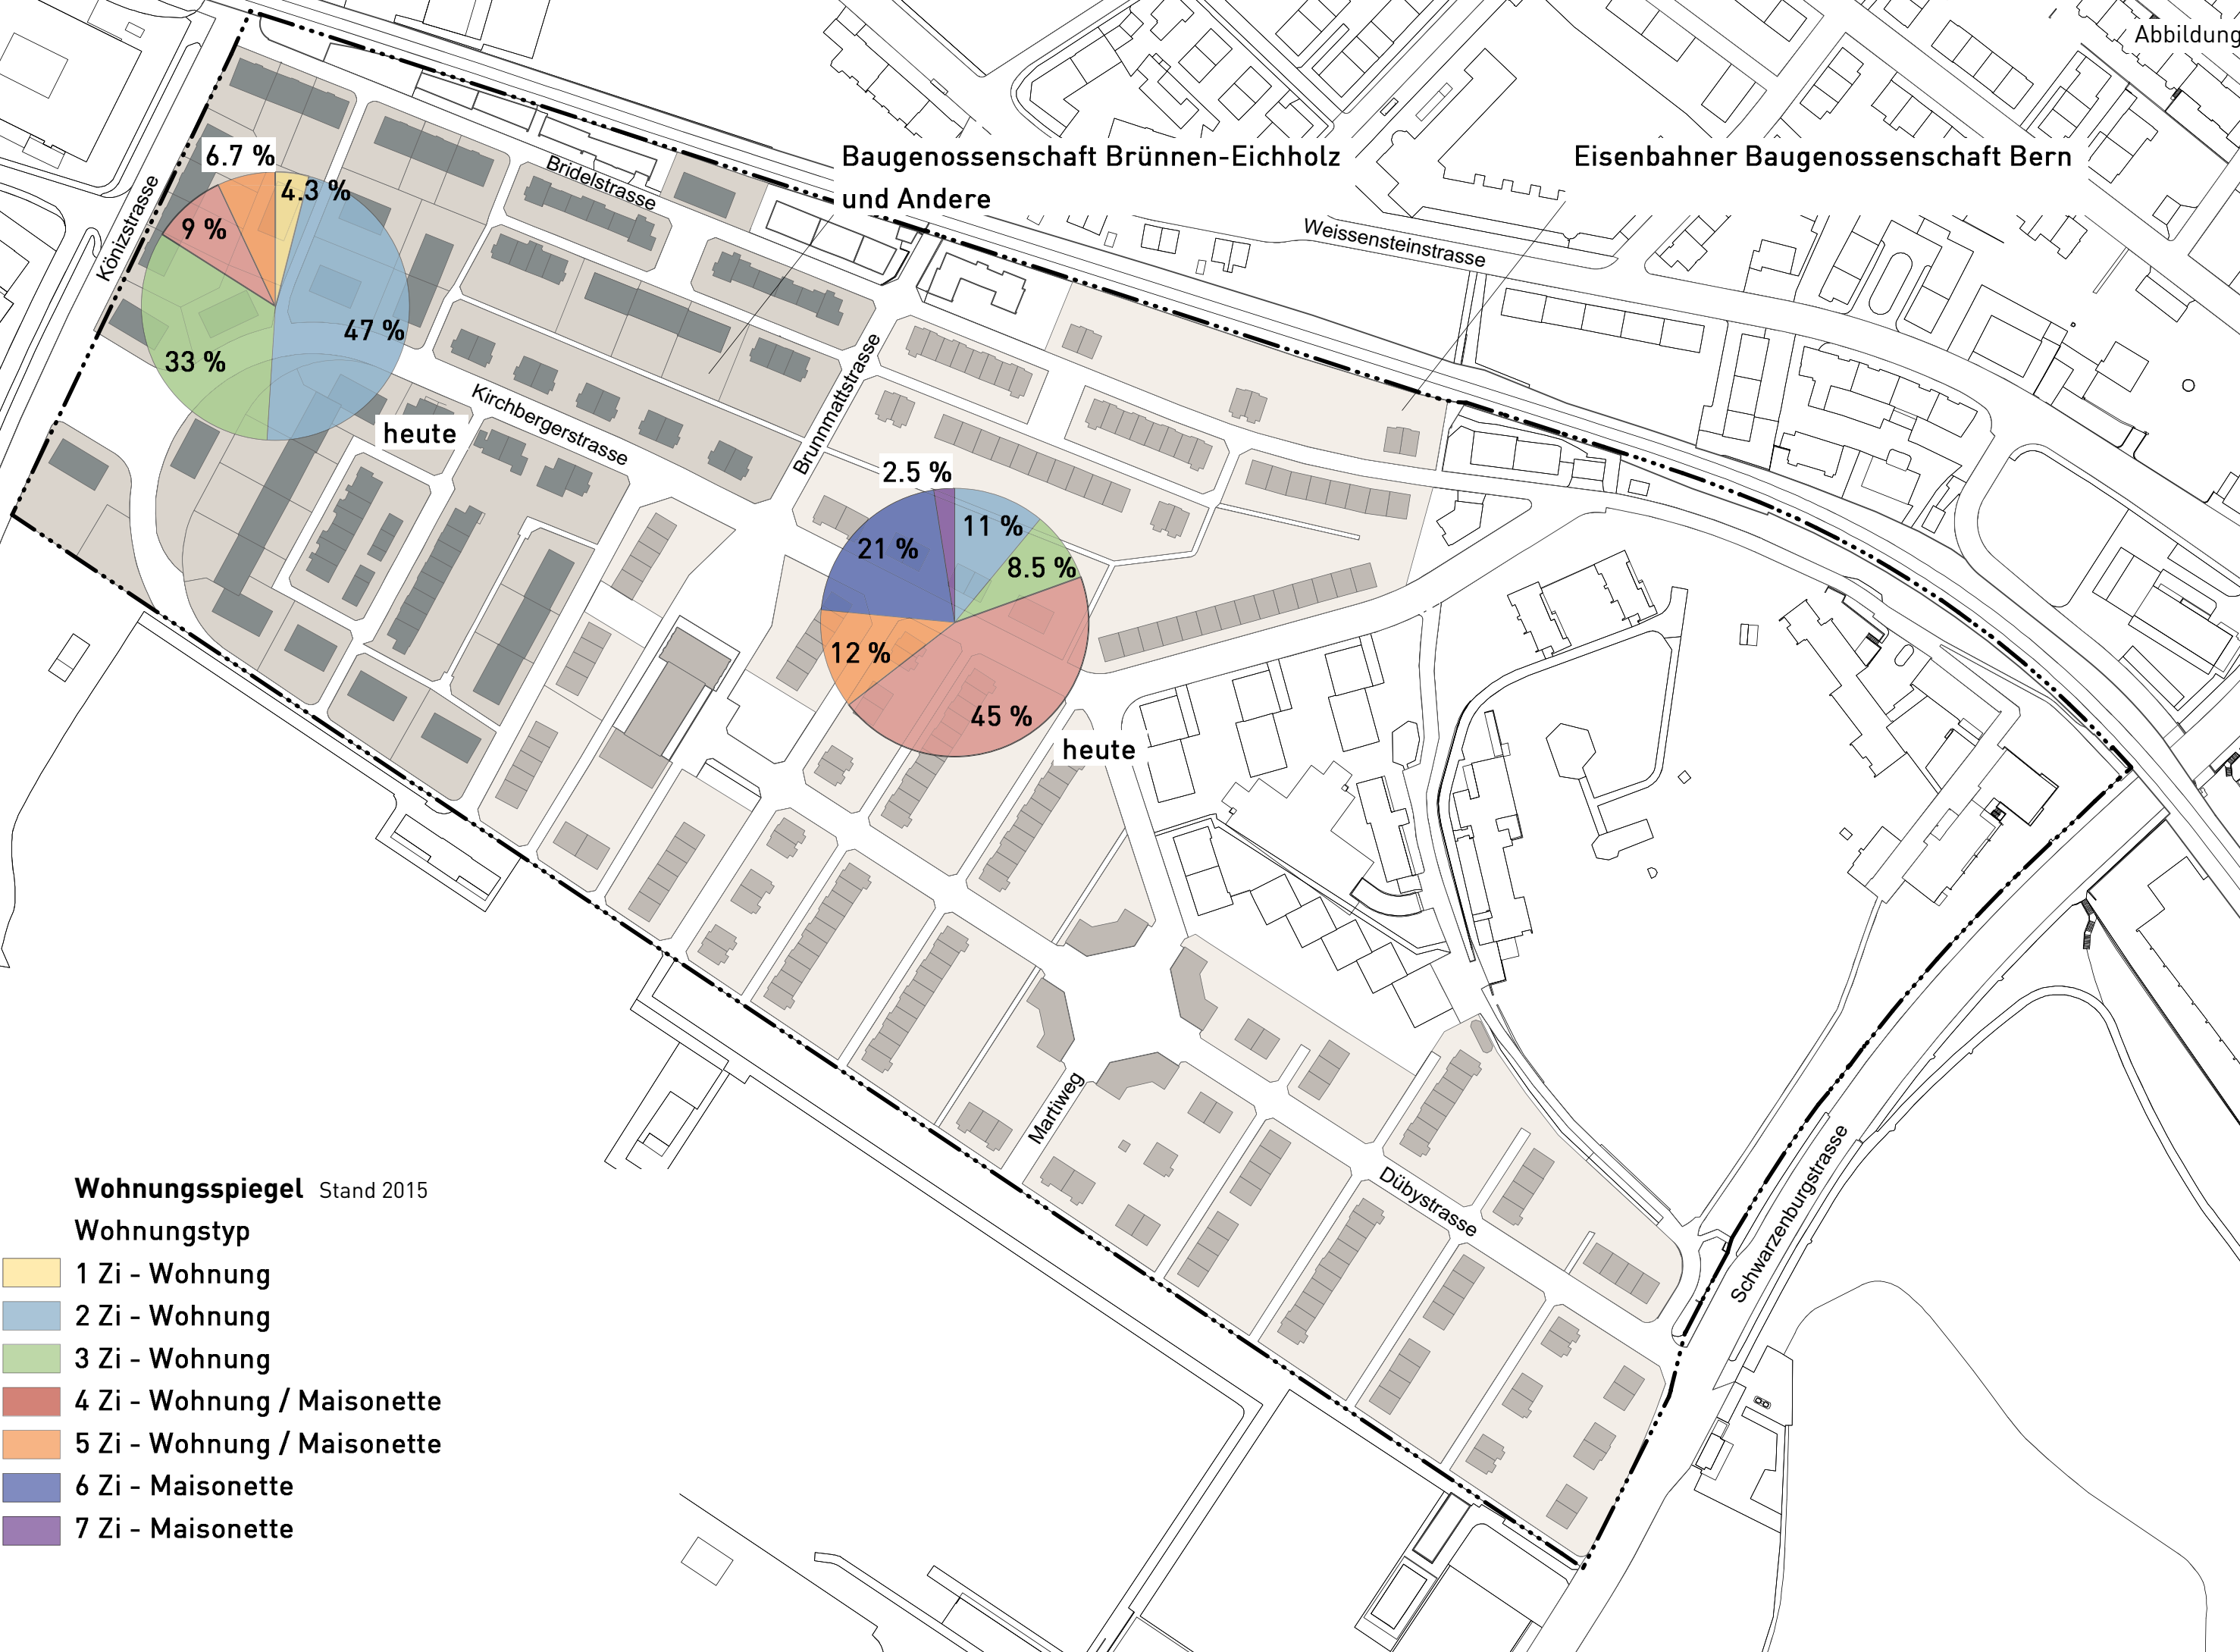 Abbildung
Baugenossenschaft Brünnen-Eichholz
und Andere
Eisenbahner Baugenossenschaft Bern
Weissensteinstrasse
Bridelstrasse
Könizstrasse
6.7 %
4.3 %
9 %
47 %
33 %
heute
Kirchbergerstrasse
Brunnmattstrasse
2.5 %
11 %
21 %
8.5 %
12 %
45 %
heute
Martiweg
Dübystrasse
Schwarzenburgstrasse
Wohnungsspiegel Stand 2015
Wohnungstyp
1 Zi - Wohnung
2 Zi - Wohnung
3 Zi - Wohnung
4 Zi - Wohnung / Maisonette
5 Zi - Wohnung / Maisonette
6 Zi - Maisonette
7 Zi - Maisonette